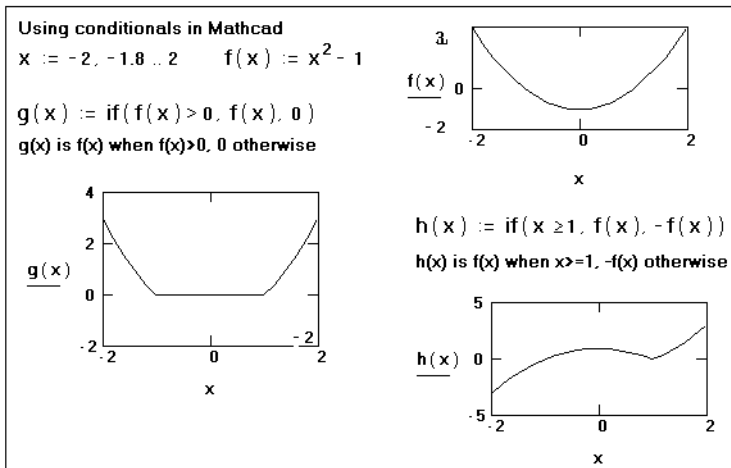 Using conditionals in Mathcad
x := -2, -1.8 .. 2 f(x) := x² - 1
g(x) := if(f(x) > 0, f(x), 0)
g(x) is f(x) when f(x)>0, 0 otherwise
4
2
0
-2
g(x)
-2
0
2
-2
x
3
0
-2
f(x)
-2
0
2
x
h(x) := if(x ≥1, f(x), -f(x))
h(x) is f(x) when x>=1, -f(x) otherwise
5
0
-5
h(x)
-2
0
2
x